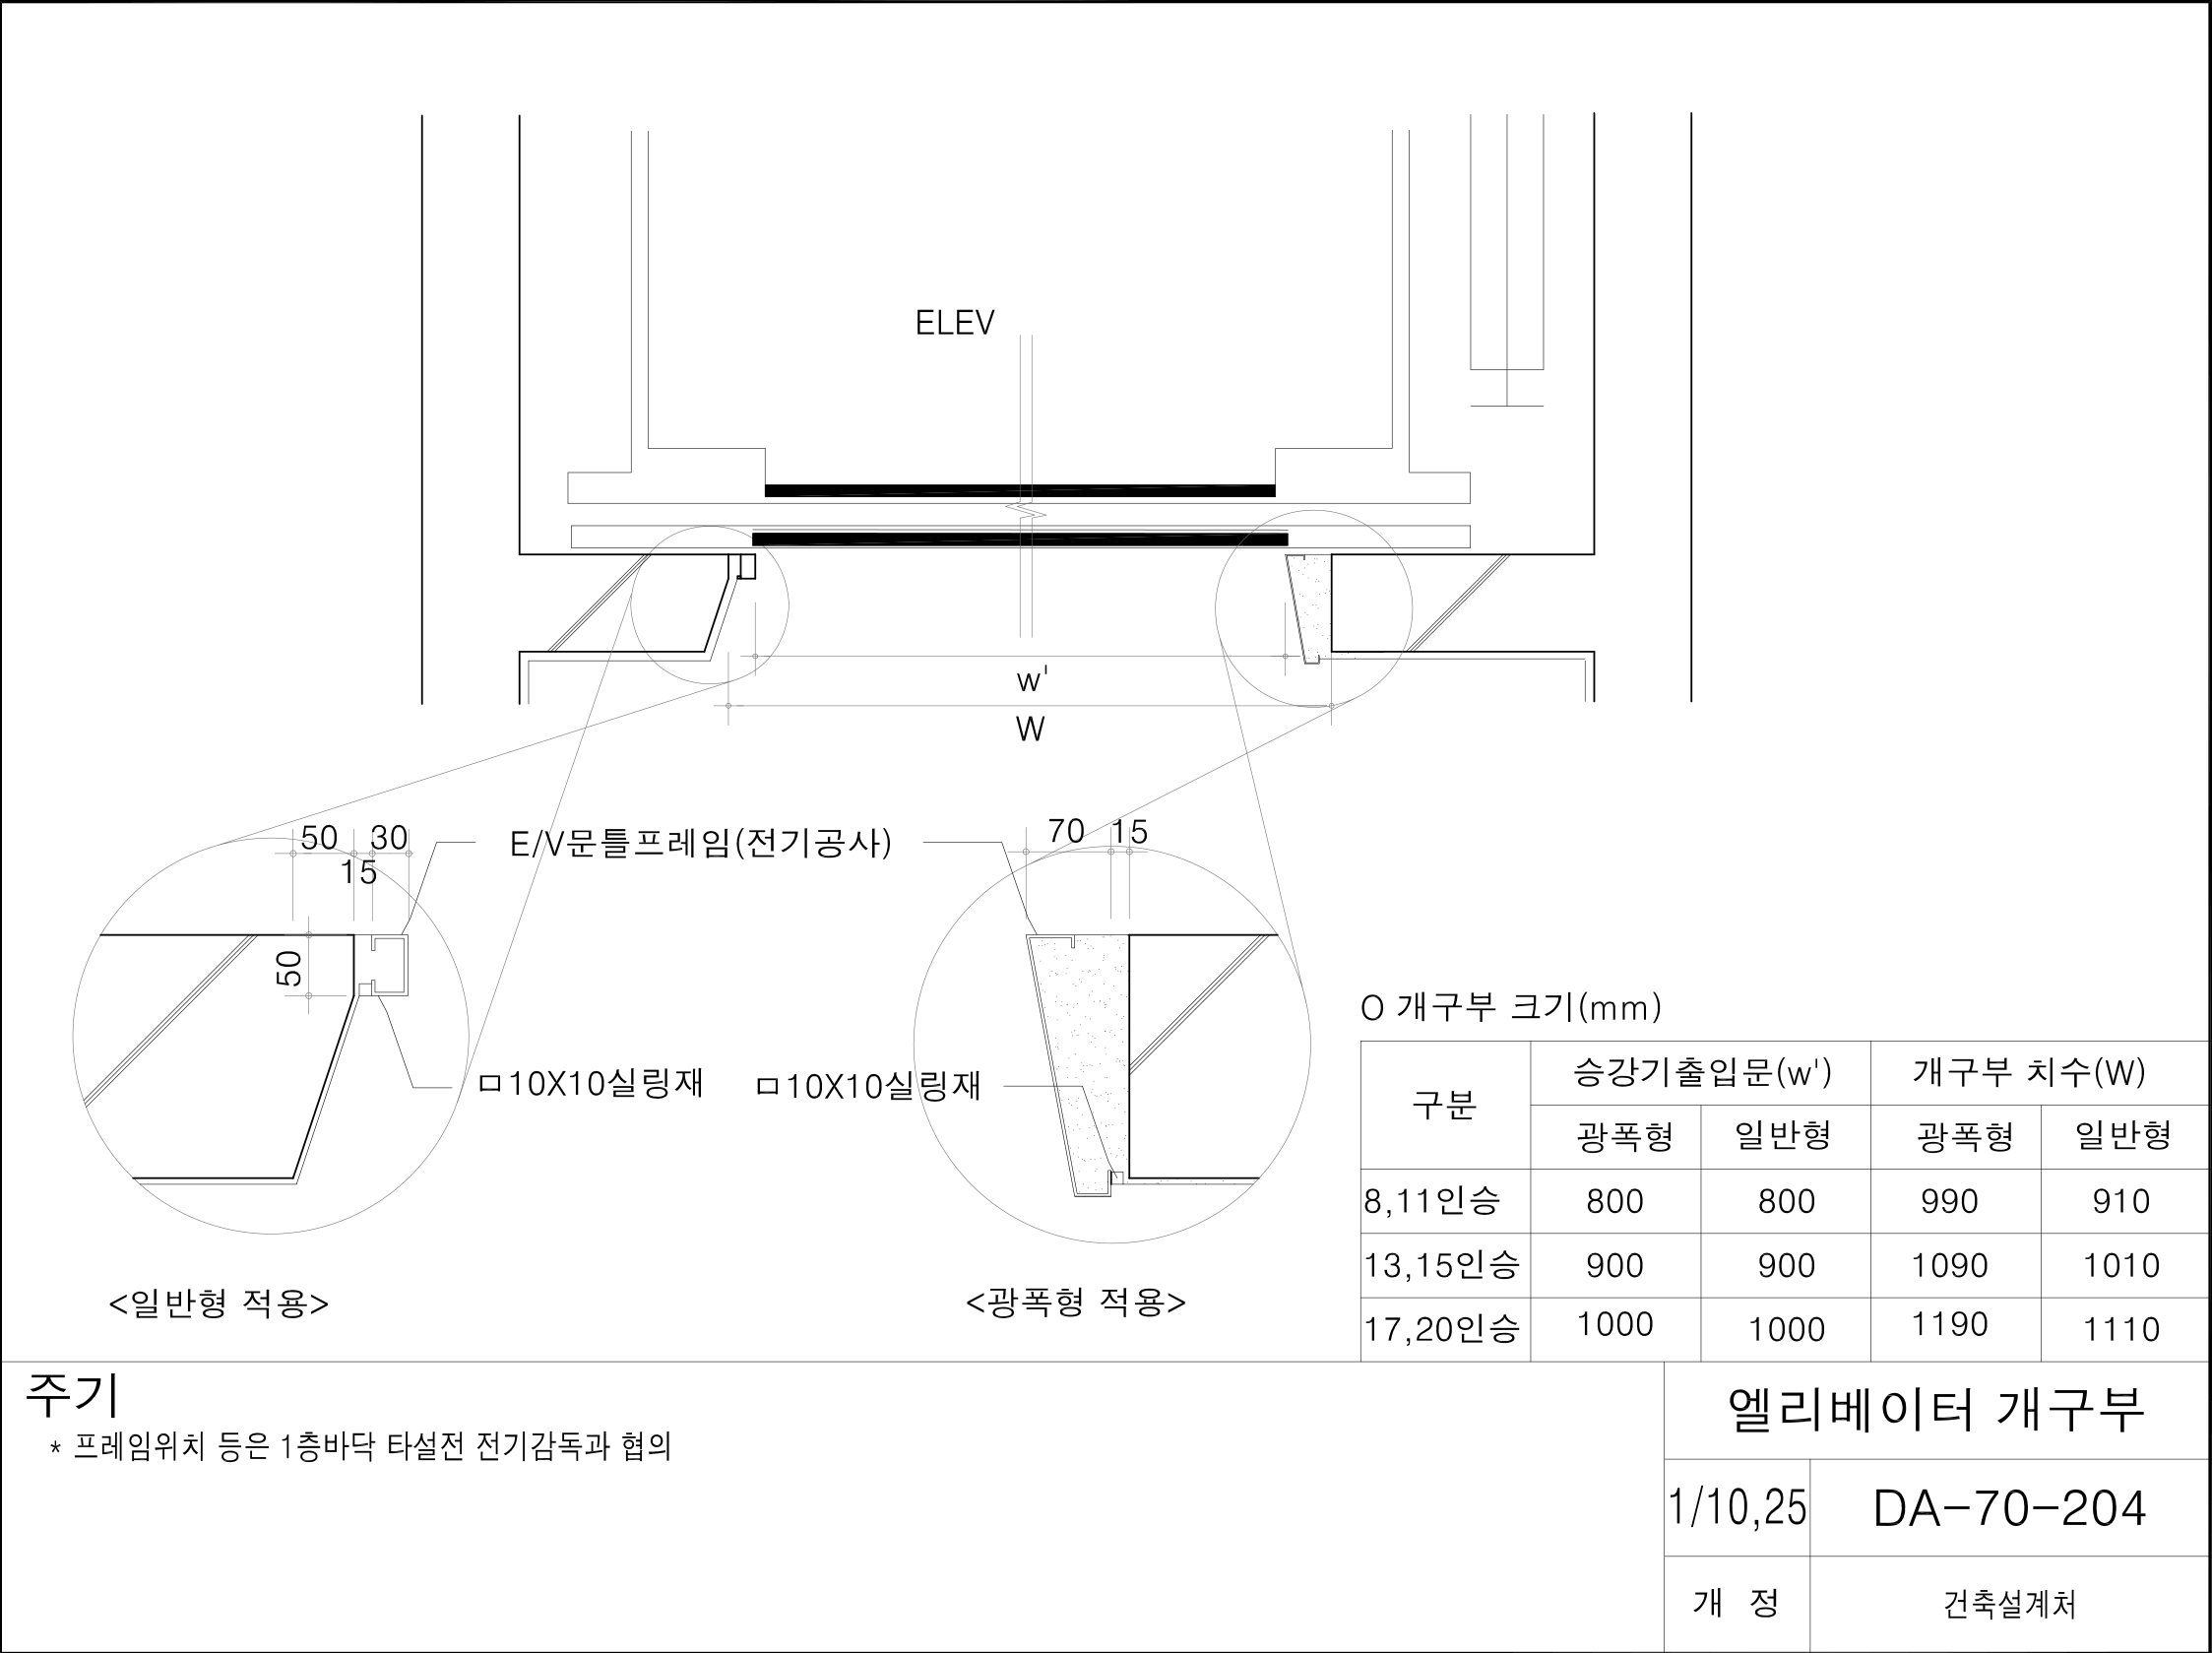 ELEV
w'
W
50 30
15
50
E/V문틀프레임(전기공사)
70 15
ㅁ10X10실링재
ㅁ10X10실링재
<일반형 적용>
<광폭형 적용>
O 개구부 크기(mm)
구분 승강기출입문(w') 개구부 치수(W)
광폭형 일반형 광폭형 일반형
8,11인승 800 800 990 910
13,15인승 900 900 1090 1010
17,20인승 1000 1000 1190 1110
주기
* 프레임위치 등은 1층바닥 타설전 전기감독과 협의
엘리베이터 개구부
1/10,25 DA-70-204
개 정 건축설계처